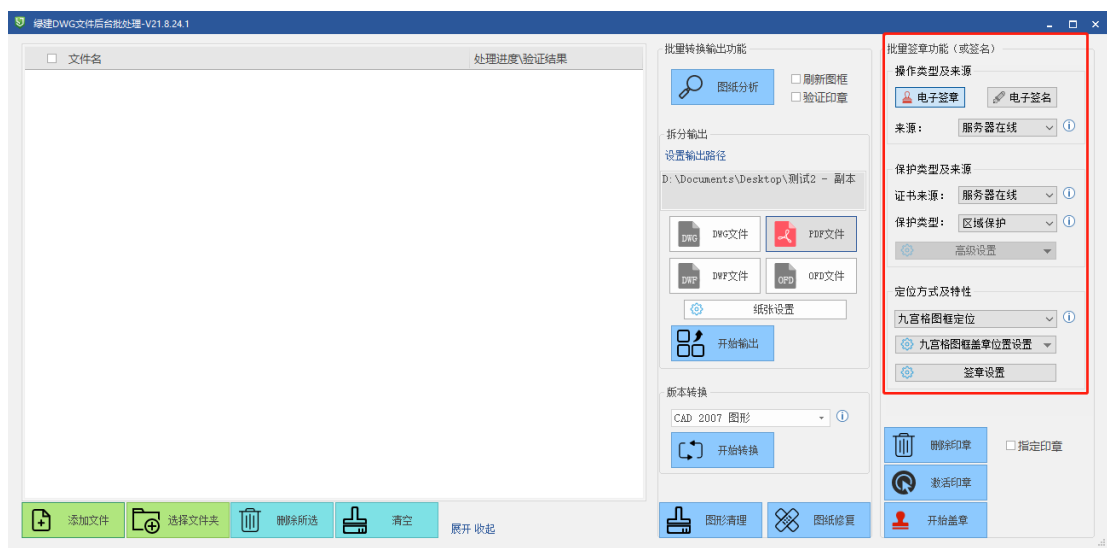 绿建DWG文件后台批处理-V21.8.24.1
文件名 处理进度\验证结果
批量转换输出功能
图纸分析
刷新图框
验证印章
拆分输出
设置输出路径
D:\Documents\Desktop\测试2 - 副本
DWG DWG文件
PDF文件
DWF DWF文件
OFD OFD文件
纸张设置
开始输出
版本转换
CAD 2007 图形
开始转换
图形清理
图纸修复
批量签章功能（或签名）
操作类型及来源
电子签章
电子签名
来源： 服务器在线
保护类型及来源
证书来源： 服务器在线
保护类型： 区域保护
高级设置
定位方式及特性
九宫格图框定位
九宫格图框盖章位置设置
签章设置
删除印章
指定印章
激活印章
开始盖章
添加文件
选择文件夹
删除所选
清空
展开 收起